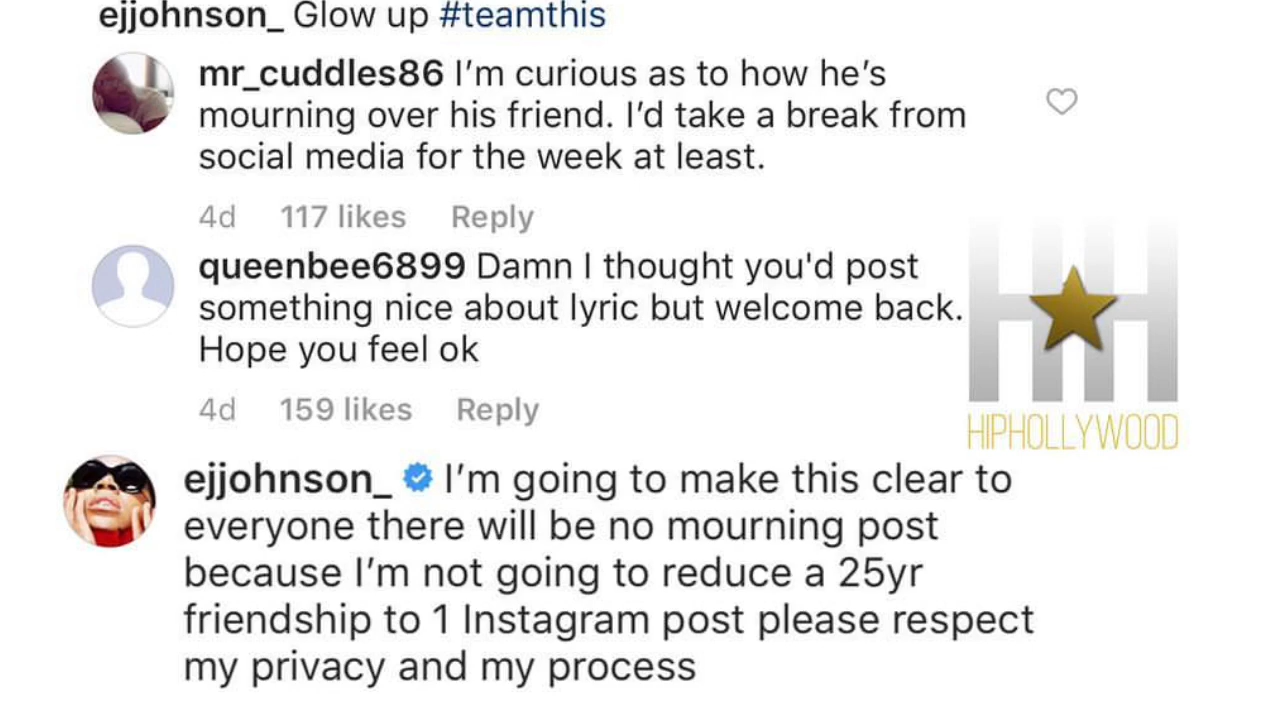 ejjohnson_ Glow up #teamthis
mr_cuddles86 I’m curious as to how he’s
mourning over his friend. I’d take a break from
social media for the week at least.
4d 117 likes Reply
queenbee6899 Damn I thought you'd post
something nice about lyric but welcome back.
Hope you feel ok
4d 159 likes Reply
HIPHOLLYWOOD
ejjohnson_ I’m going to make this clear to
everyone there will be no mourning post
because I’m not going to reduce a 25yr
friendship to 1 Instagram post please respect
my privacy and my process